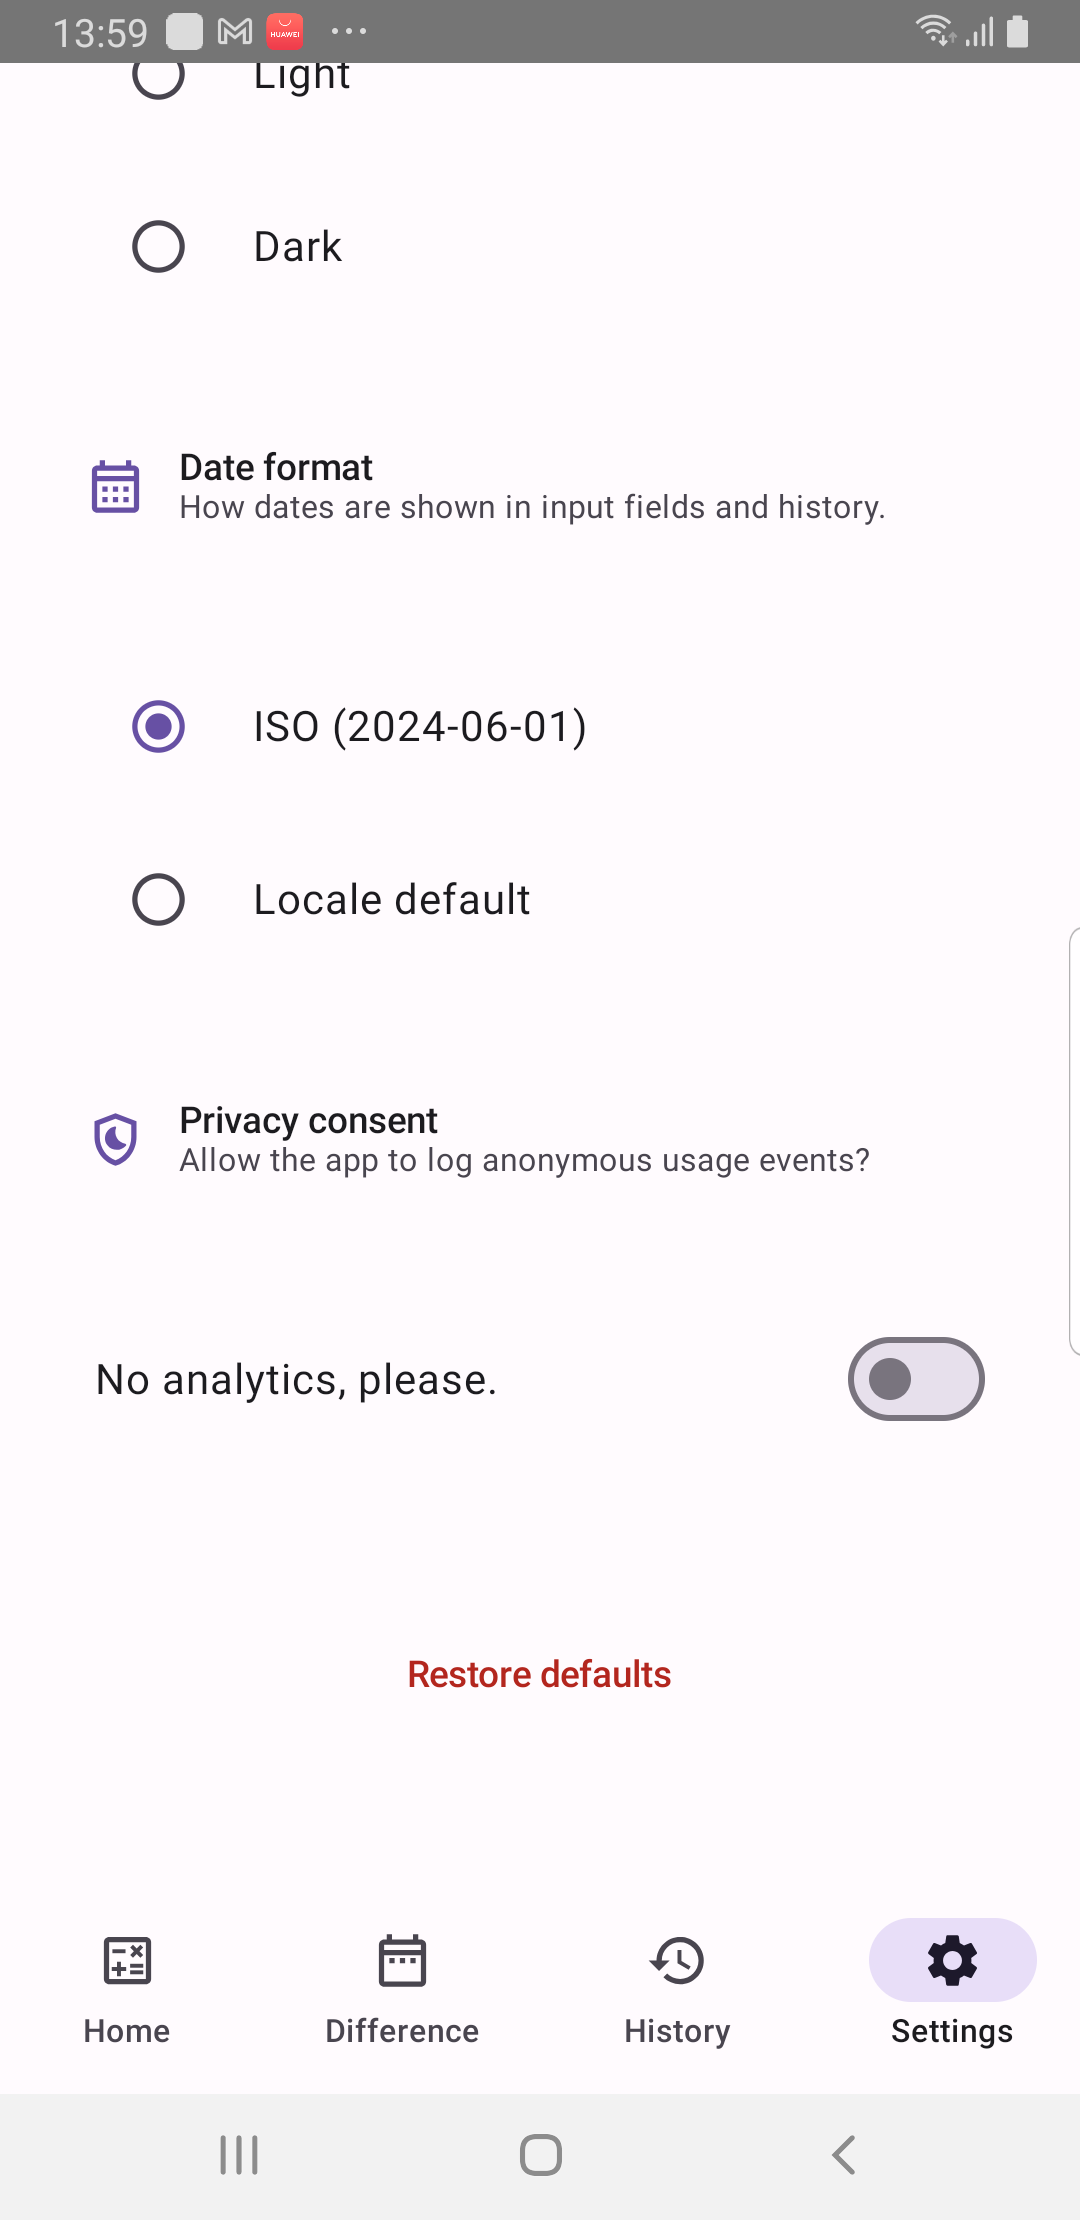 13:59 HUAWEI
Light
Dark
Date format
How dates are shown in input fields and history.
ISO (2024-06-01)
Locale default
Privacy consent
Allow the app to log anonymous usage events?
No analytics, please.
Restore defaults
Home Difference History Settings